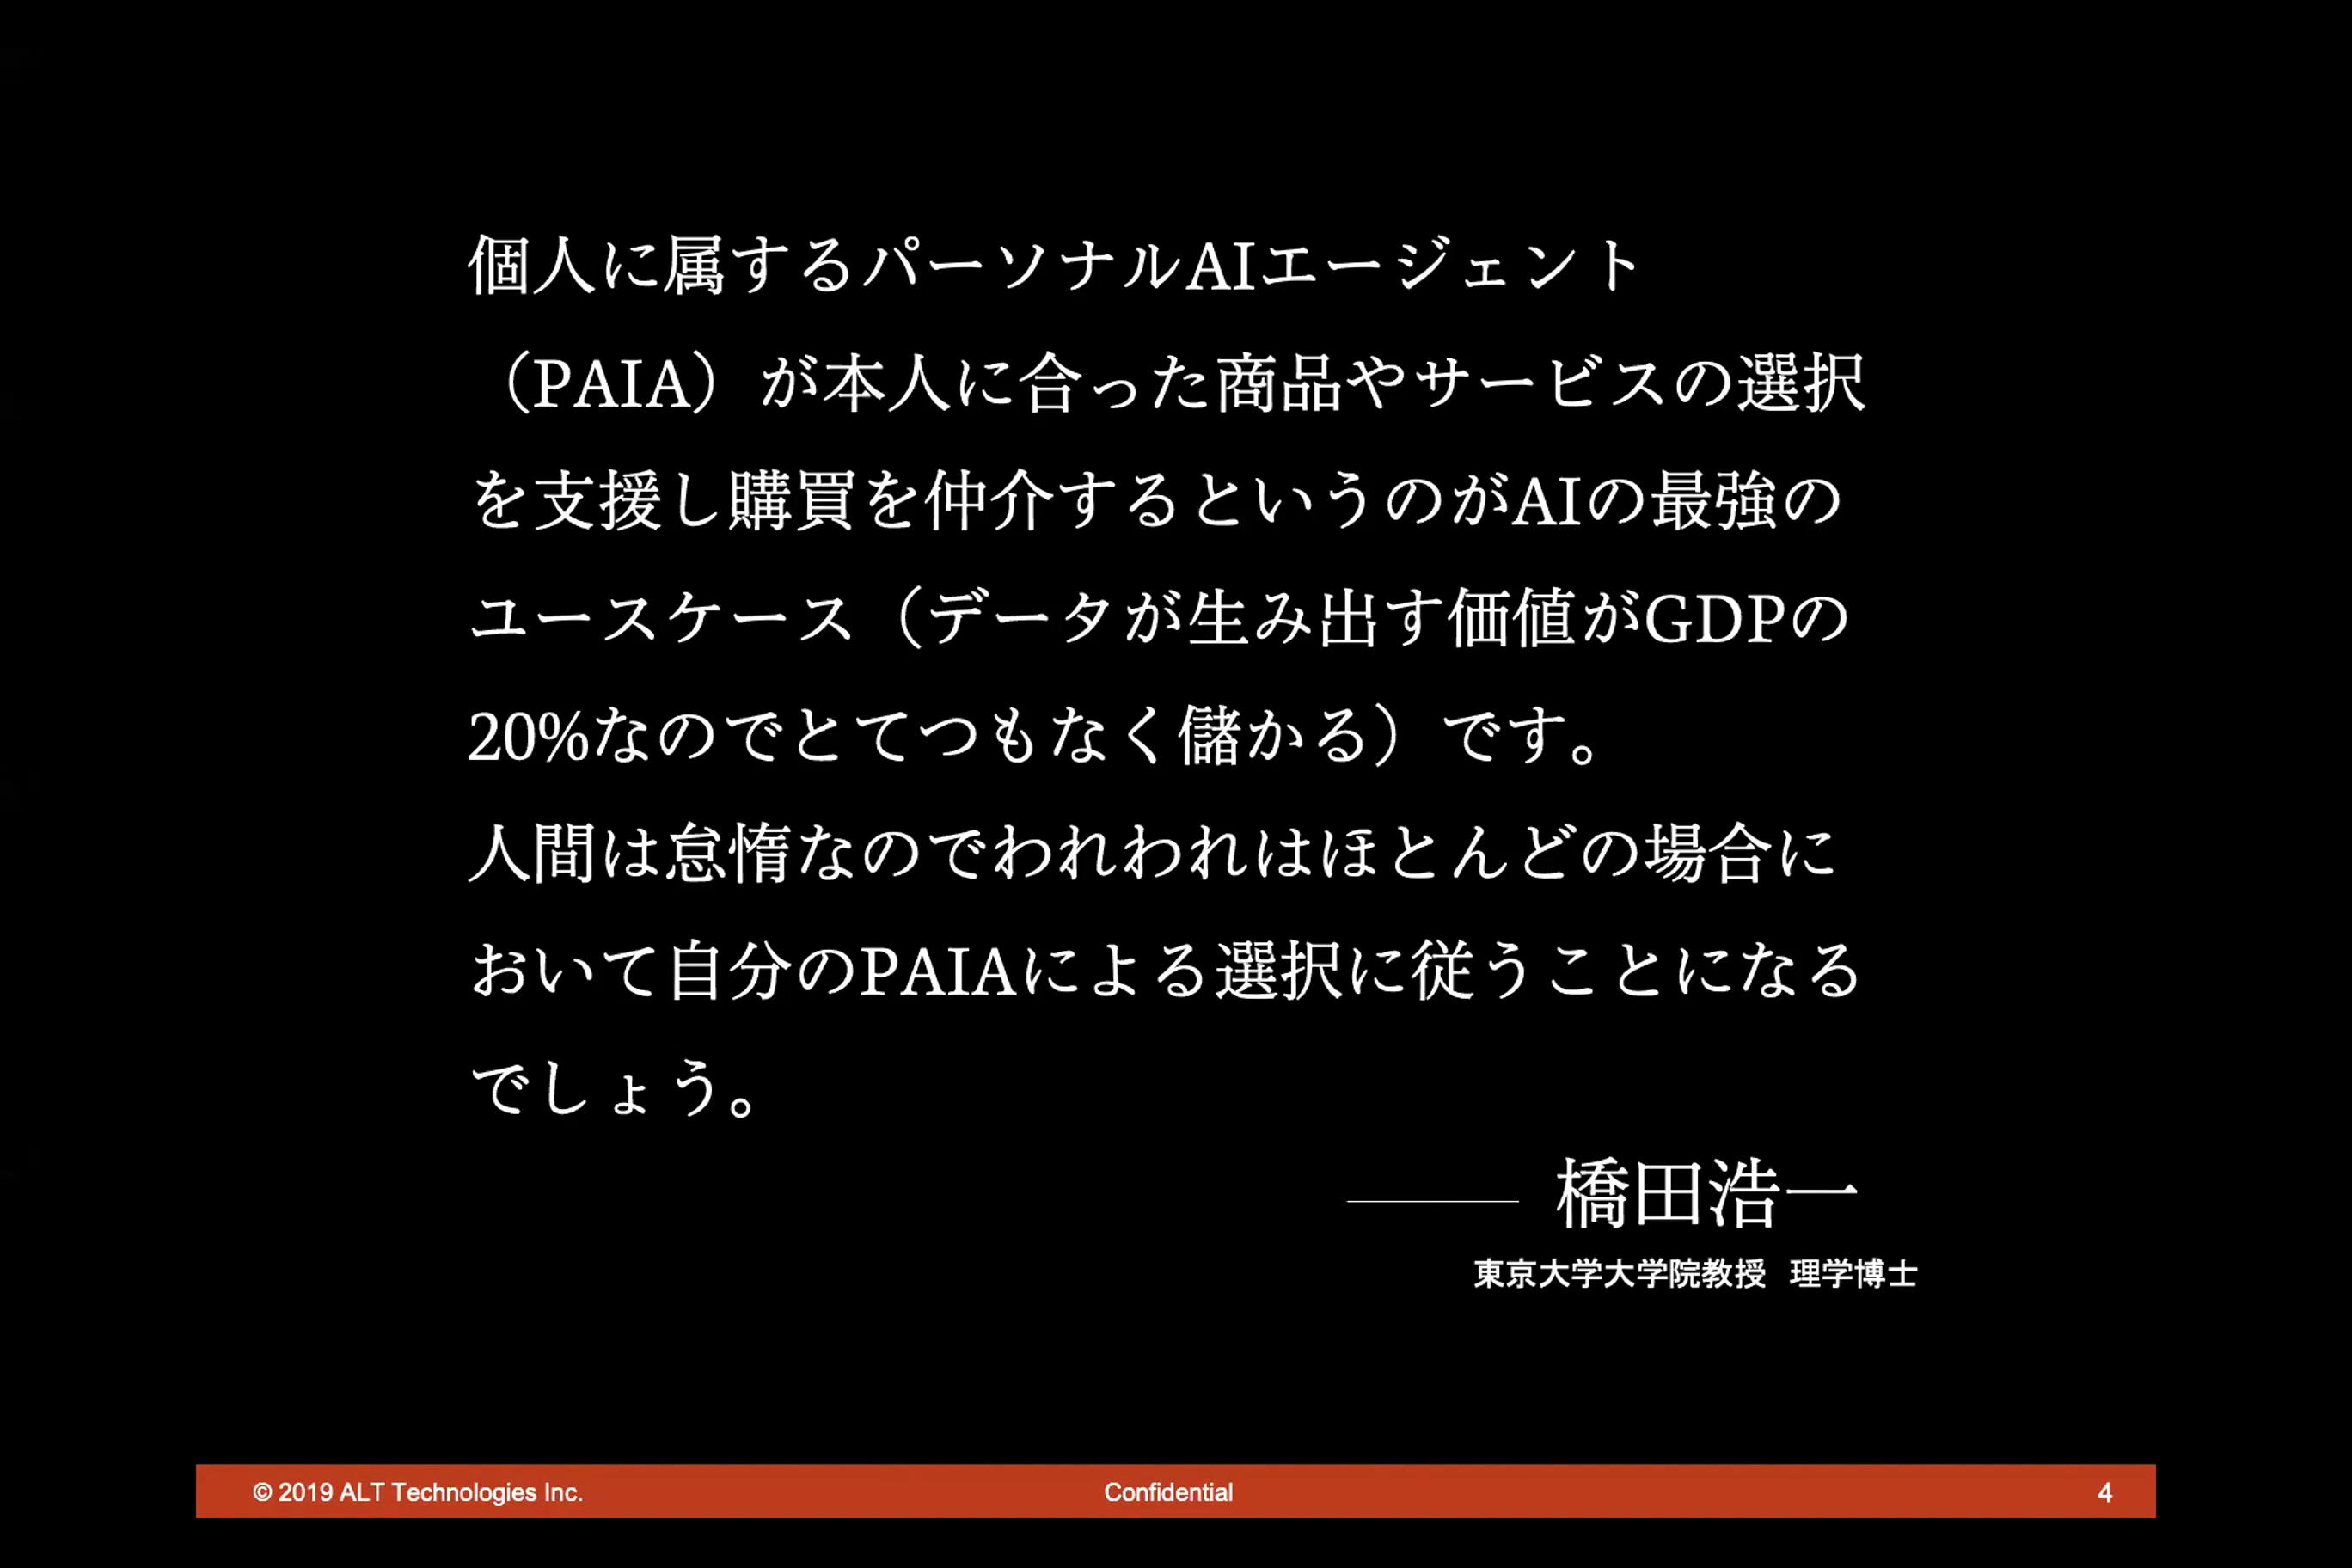 個人に属するパーソナルAIエージェント
（PAIA）が本人に合った商品やサービスの選択
を支援し購買を仲介するというのがAIの最強の
ユースケース（データが生み出す価値がGDPの
20%なのでとてつもなく儲かる）です。
人間は怠惰なのでわれわれはほとんどの場合に
おいて自分のPAIAによる選択に従うことになる
でしょう。
橋田浩一
東京大学大学院教授 理学博士
© 2019 ALT Technologies Inc. Confidential 4